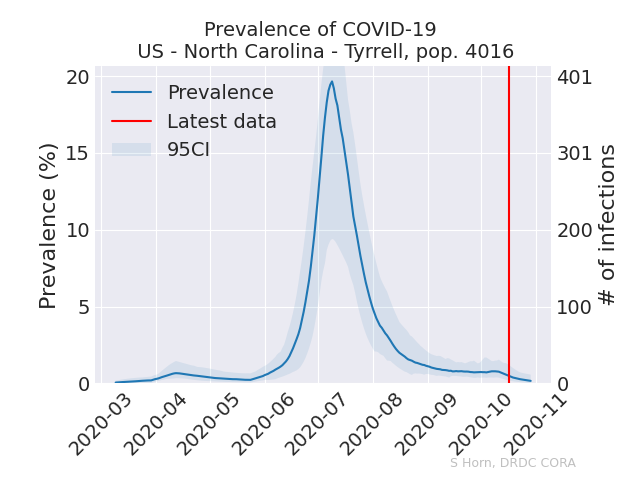 Prevalence of COVID-19
US - North Carolina - Tyrrell, pop. 4016
Prevalence
Latest data
95CI
Prevalence (%)
20
15
10
5
0
401
301
200
100
0
# of infections
2020-03
2020-04
2020-05
2020-06
2020-07
2020-08
2020-09
2020-10
2020-11
S Horn, DRDC CORA